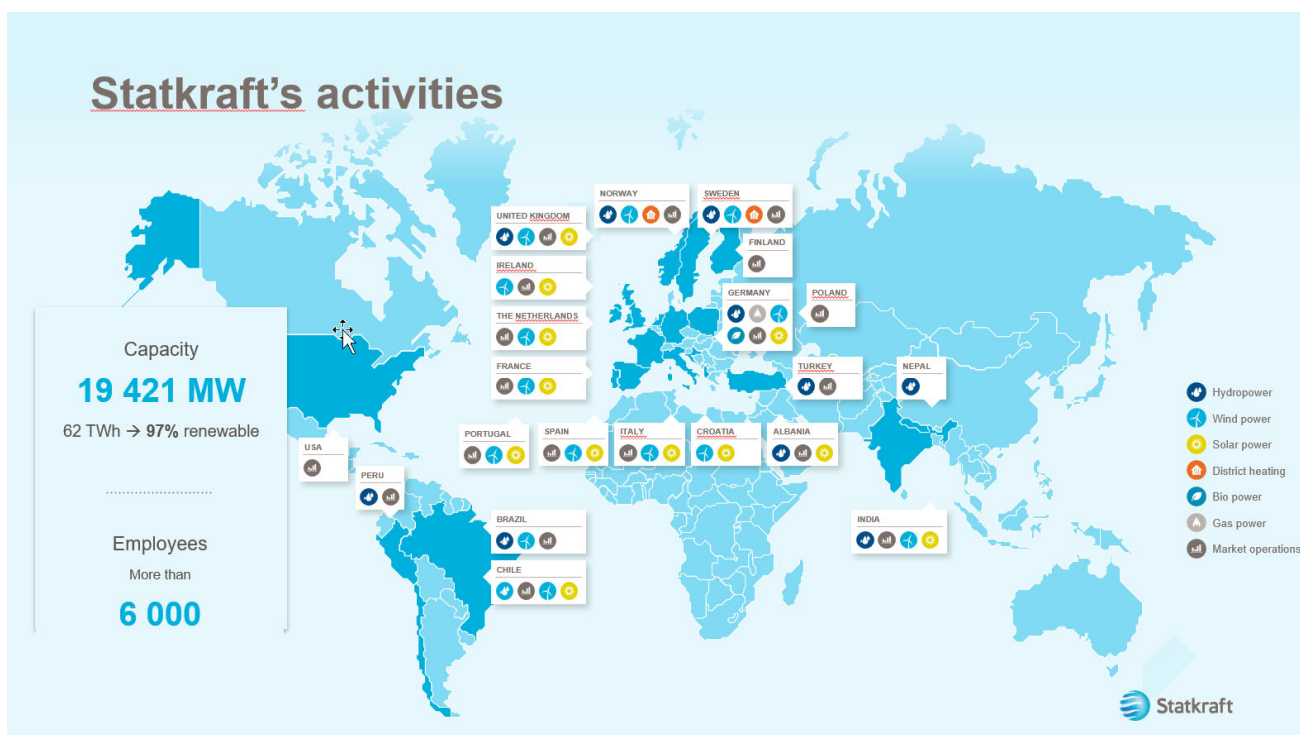 Statkraft's activities
NORWAY
SWEDEN
UNITED KINGDOM
FINLAND
IRELAND
GERMANY
POLAND
THE NETHERLANDS
FRANCE
TURKEY
NEPAL
Capacity
19 421 MW
62 TWh → 97% renewable
Employees
More than
6 000
USA
PERU
PORTUGAL
SPAIN
ITALY
CROATIA
ALBANIA
BRAZIL
CHILE
INDIA
Hydropower
Wind power
Solar power
District heating
Bio power
Gas power
Market operations
Statkraft